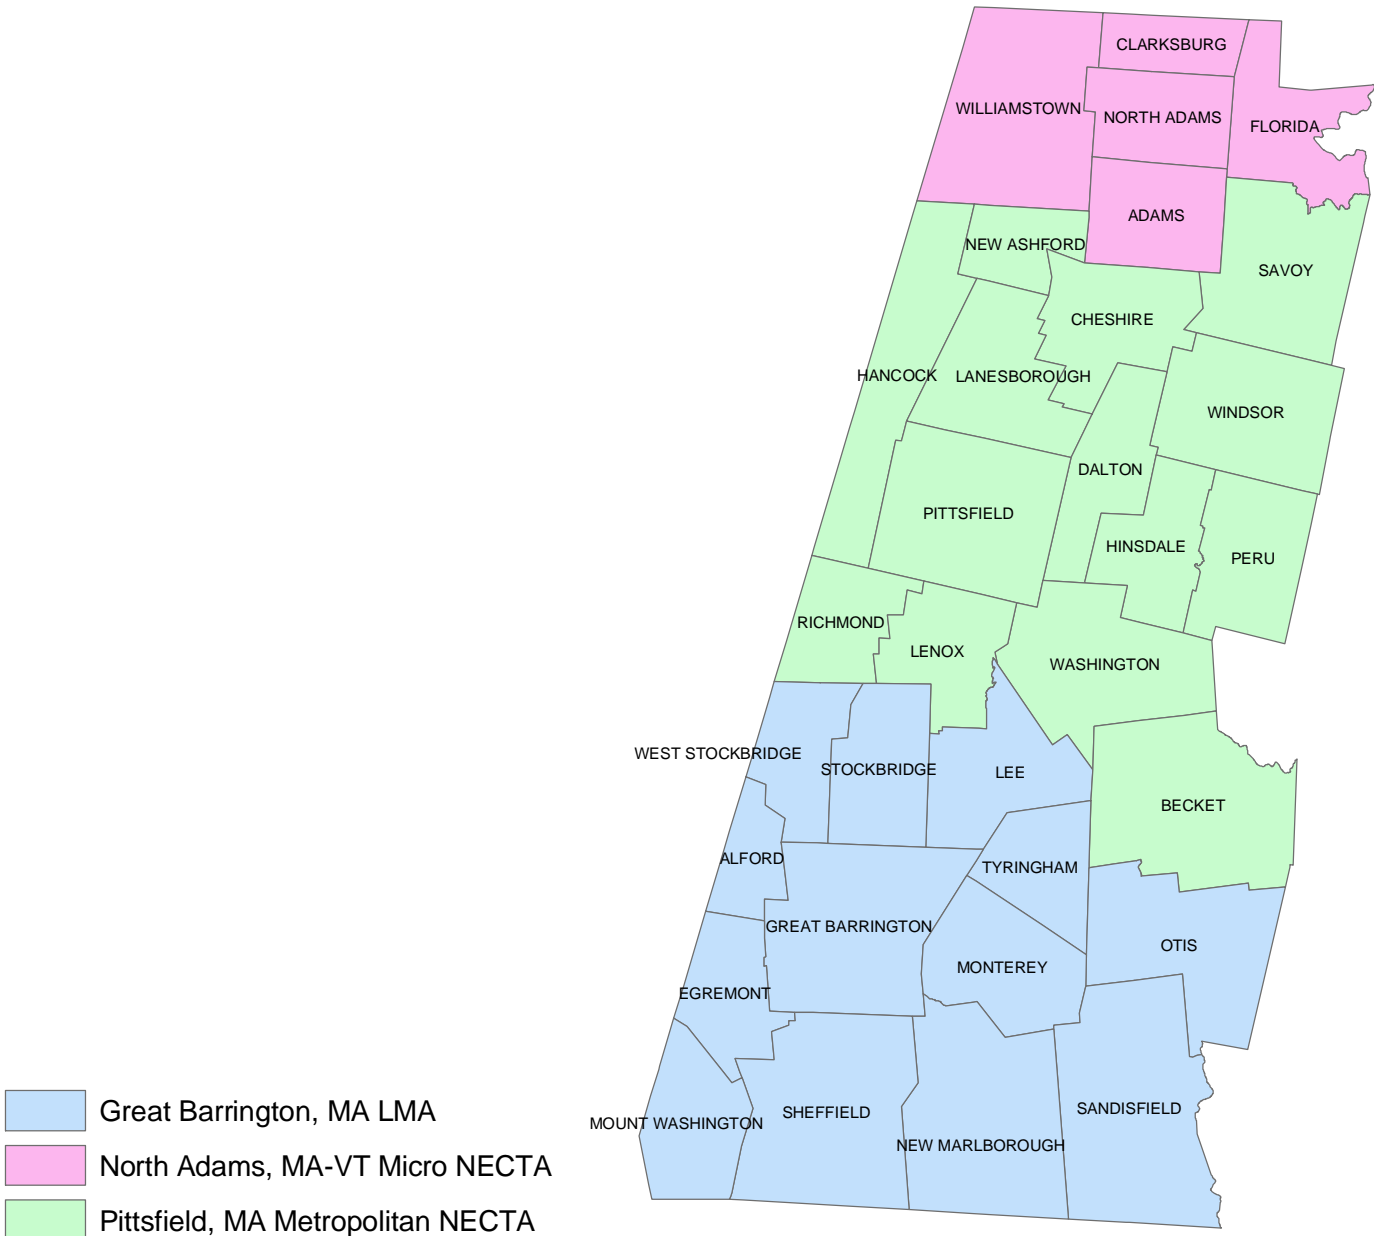 CLARKSBURG
WILLIAMSTOWN
NORTH ADAMS
FLORIDA
ADAMS
NEW ASHFORD
SAVOY
CHESHIRE
HANCOCK
LANESBOROUGH
WINDSOR
DALTON
PITTSFIELD
HINSDALE
PERU
RICHMOND
LENOX
WASHINGTON
WEST STOCKBRIDGE
STOCKBRIDGE
LEE
BECKET
ALFORD
TYRINGHAM
GREAT BARRINGTON
OTIS
MONTEREY
EGREMONT
MOUNT WASHINGTON
SHEFFIELD
SANDISFIELD
NEW MARLBOROUGH
Great Barrington, MA LMA
North Adams, MA-VT Micro NECTA
Pittsfield, MA Metropolitan NECTA